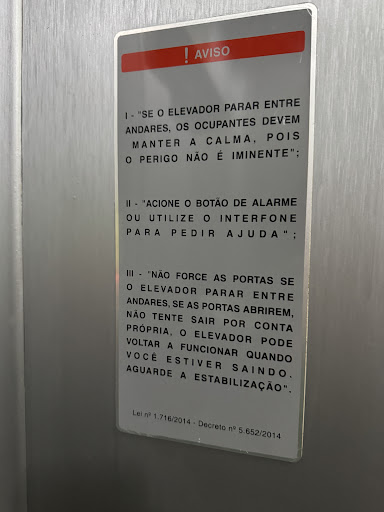 ! AVISO
I - "SE O ELEVADOR PARAR ENTRE
ANDARES, OS OCUPANTES DEVEM
MANTER A CALMA, POIS
O PERIGO NÃO É IMINENTE";
II - "ACIONE O BOTÃO DE ALARME
OU UTILIZE O INTERFONE
PARA PEDIR AJUDA";
III - "NÃO FORCE AS PORTAS SE
O ELEVADOR PARAR ENTRE
ANDARES, SE AS PORTAS ABRIREM,
NÃO TENTE SAIR POR CONTA
PRÓPRIA, O ELEVADOR PODE
VOLTAR A FUNCIONAR QUANDO
VOCÊ ESTIVER SAINDO.
AGUARDE A ESTABILIZAÇÃO".
Lei nº 1.716/2014 - Decreto nº 5.652/2014